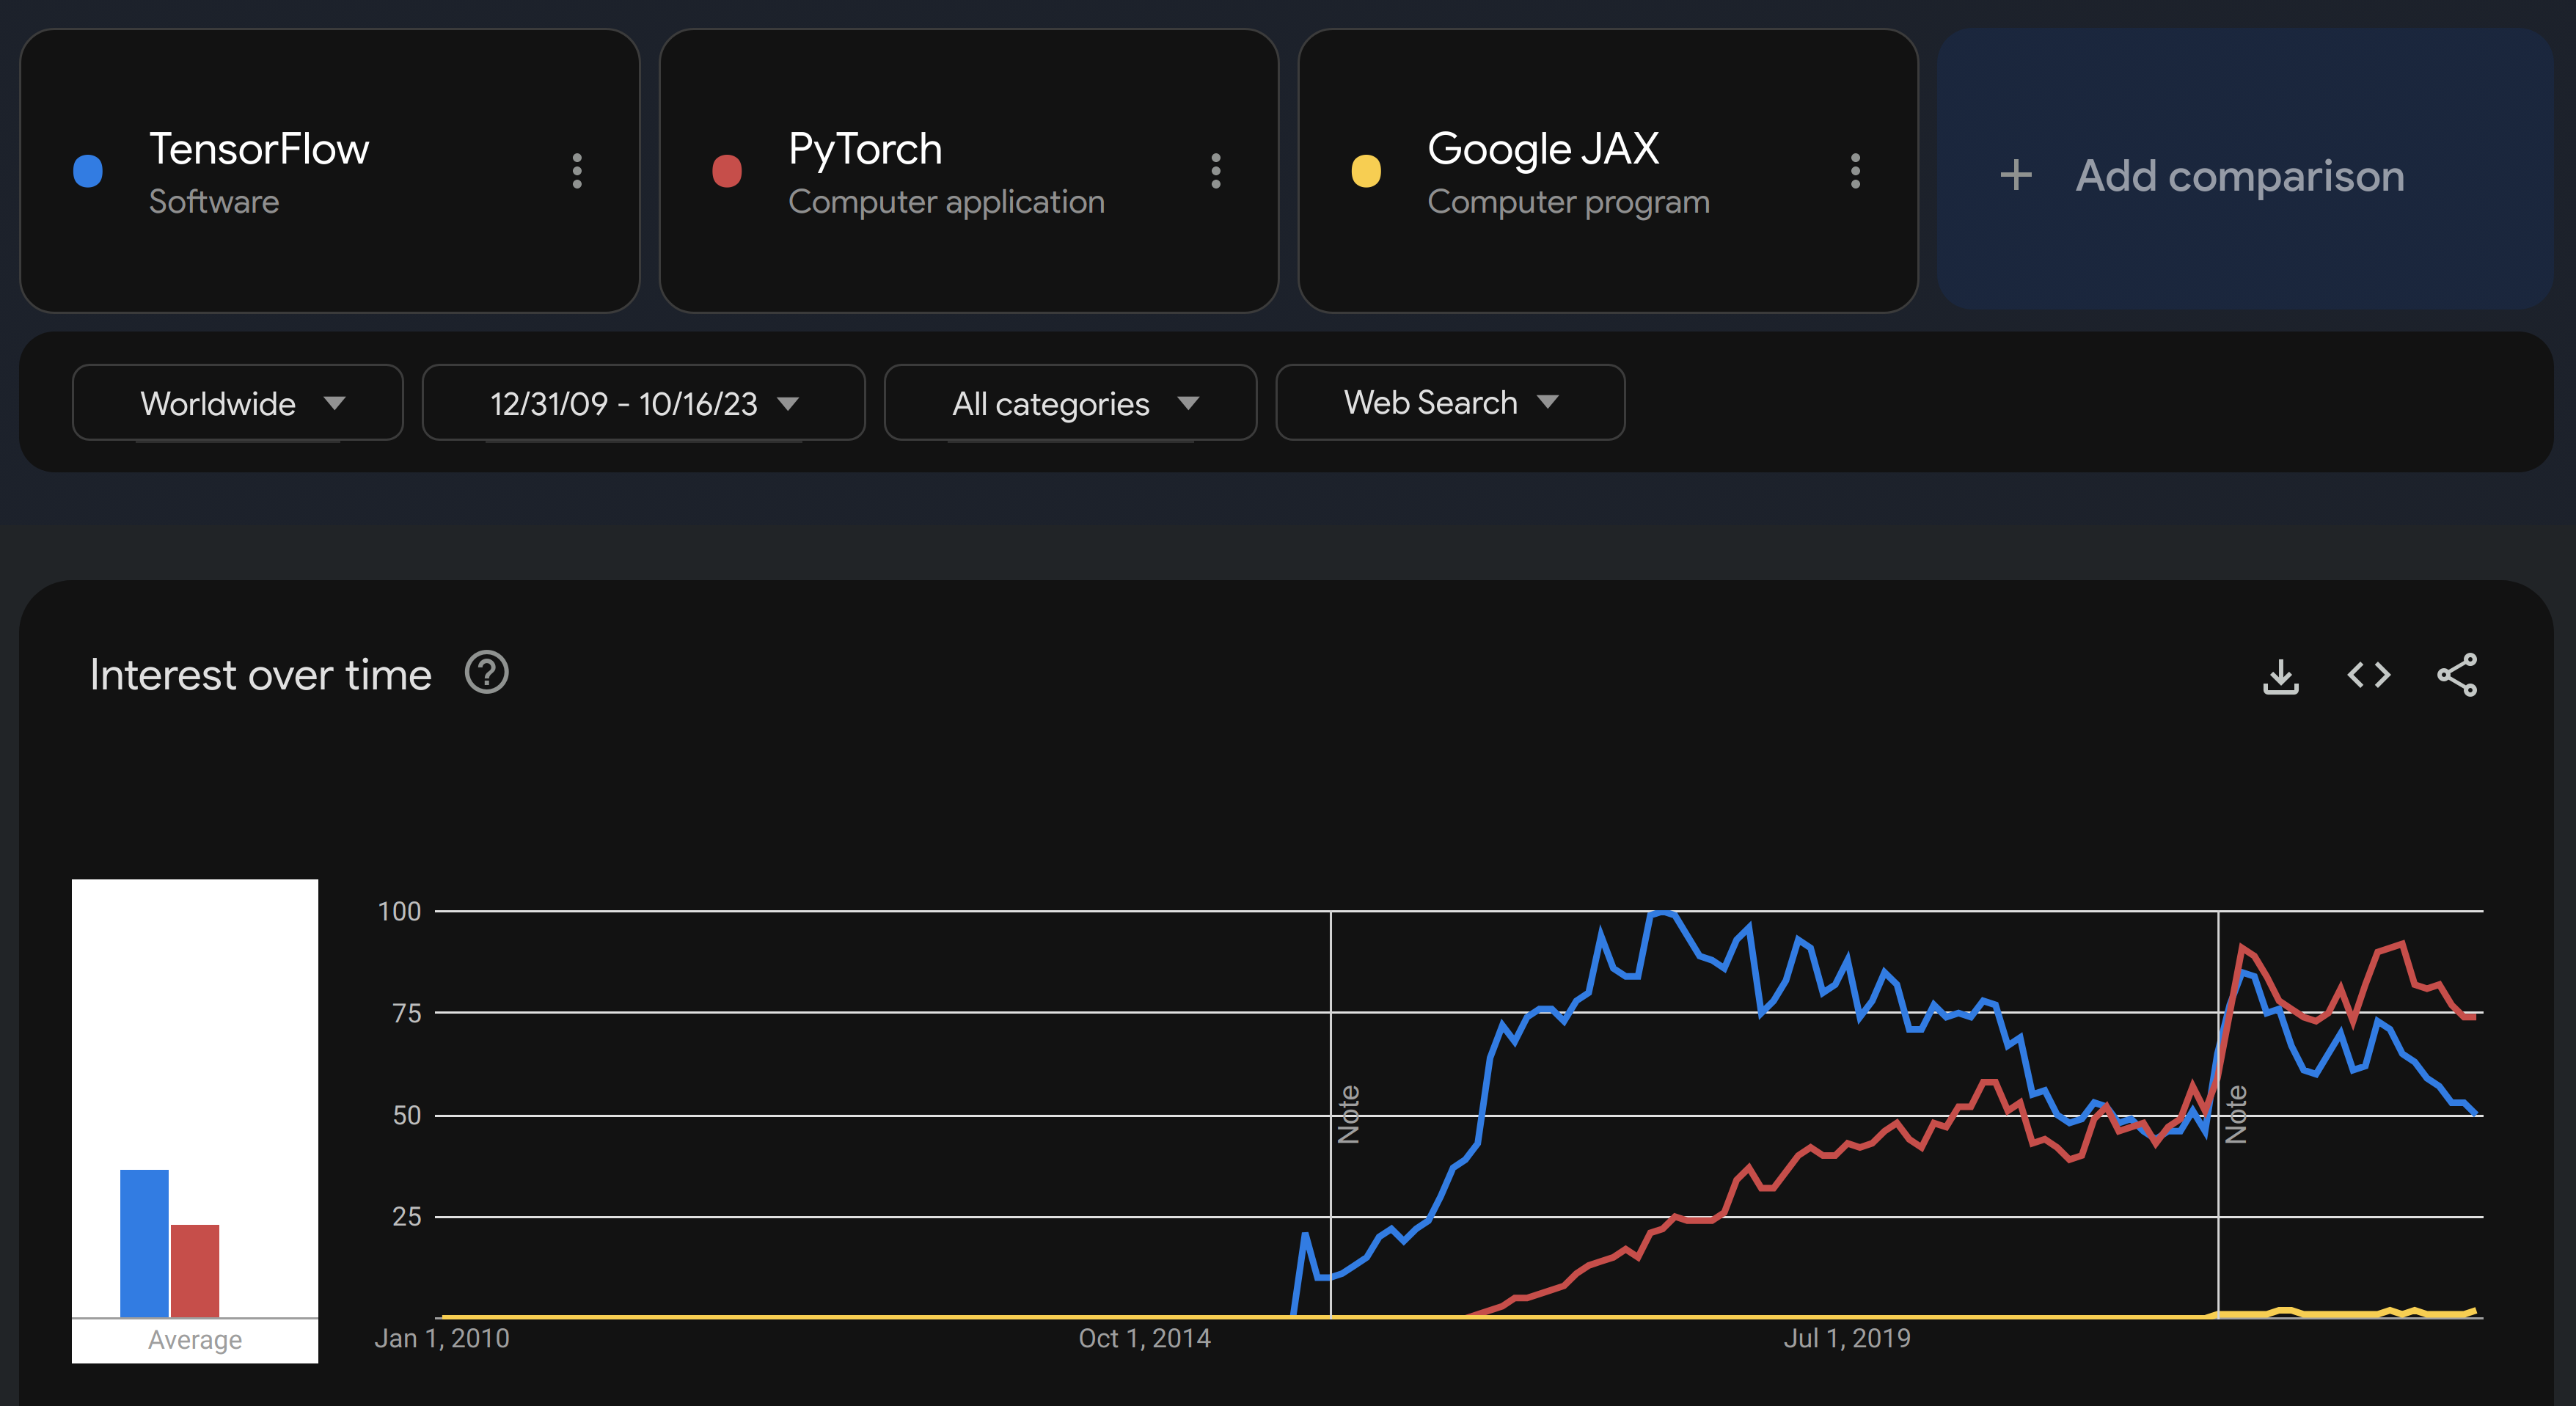 TensorFlow
Software
PyTorch
Computer application
Google JAX
Computer program
+ Add comparison
Worldwide
12/31/09 - 10/16/23
All categories
Web Search
Interest over time
100
75
50
25
Note
Note
Average
Jan 1, 2010
Oct 1, 2014
Jul 1, 2019